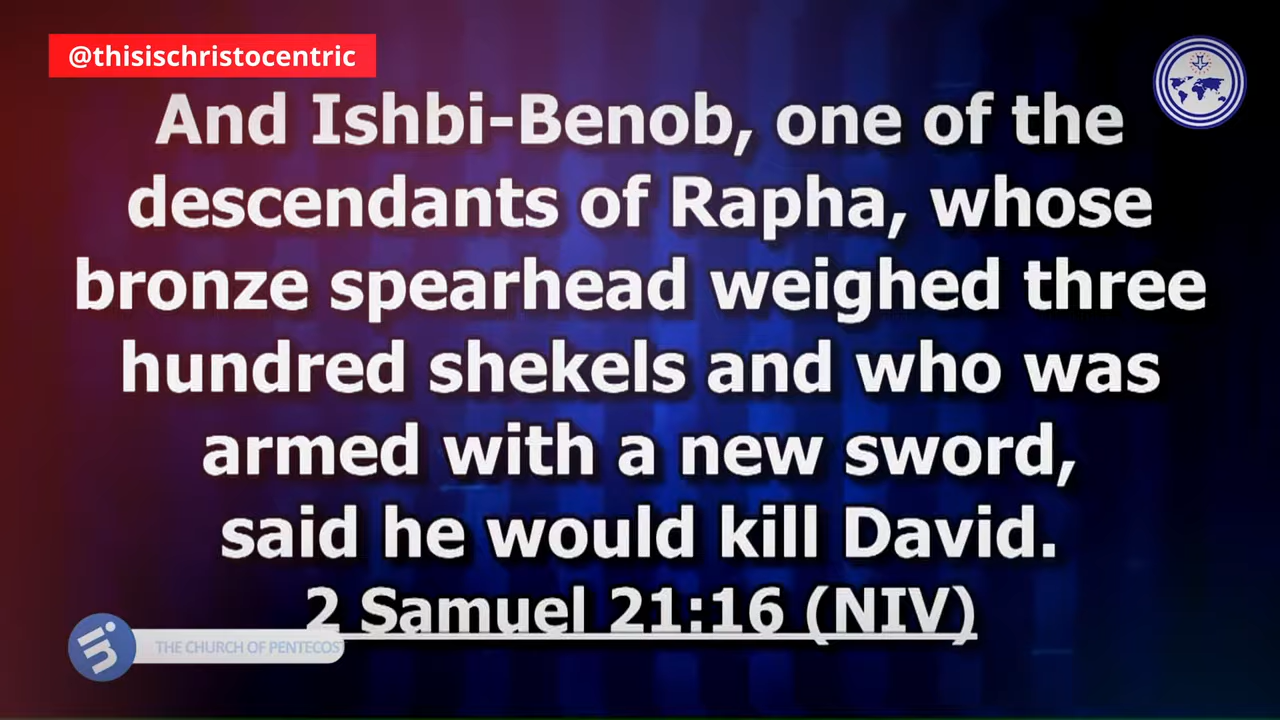 @thisischristocentric
And Ishbi-Benob, one of the
descendants of Rapha, whose
bronze spearhead weighed three
hundred shekels and who was
armed with a new sword,
said he would kill David.
2 Samuel 21:16 (NIV)
THE CHURCH OF PENTECOS